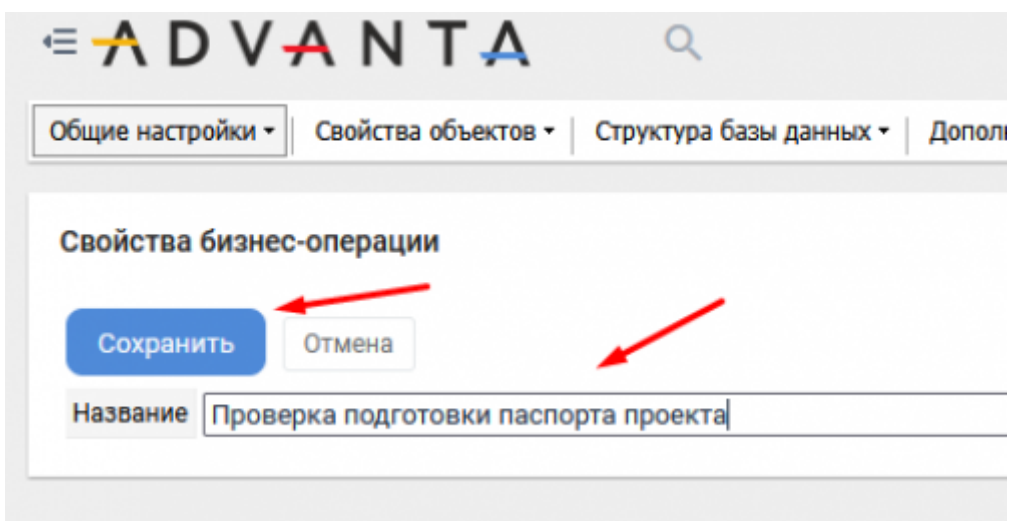 ADVANTA
Общие настройки Свойства объектов Структура базы данных
Свойства бизнес-операции
Сохранить Отмена
Название Проверка подготовки паспорта проекта